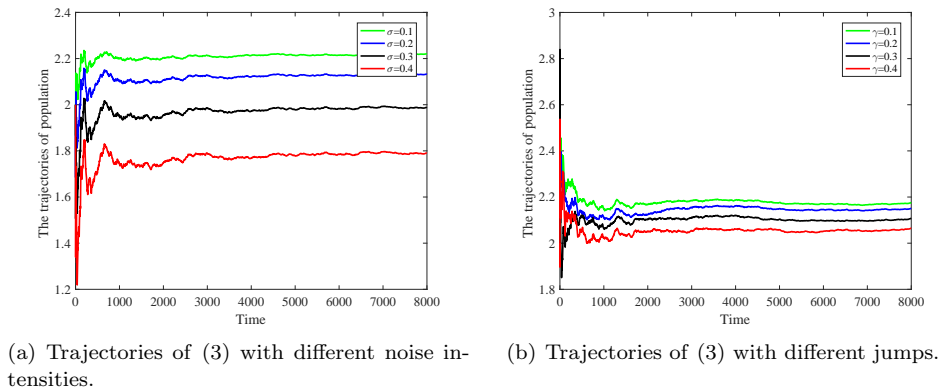 2.4
2.2
2
1.8
1.6
1.4
1.2
The trajectories of population
σ=0.1
σ=0.2
σ=0.3
σ=0.4
0 1000 2000 3000 4000 5000 6000 7000 8000
Time
(a) Trajectories of (3) with different noise in-
tensities.
3
2.8
2.6
2.4
2.2
2
1.8
The trajectories of population
γ=0.1
γ=0.2
γ=0.3
γ=0.4
0 1000 2000 3000 4000 5000 6000 7000 8000
Time
(b) Trajectories of (3) with different jumps.